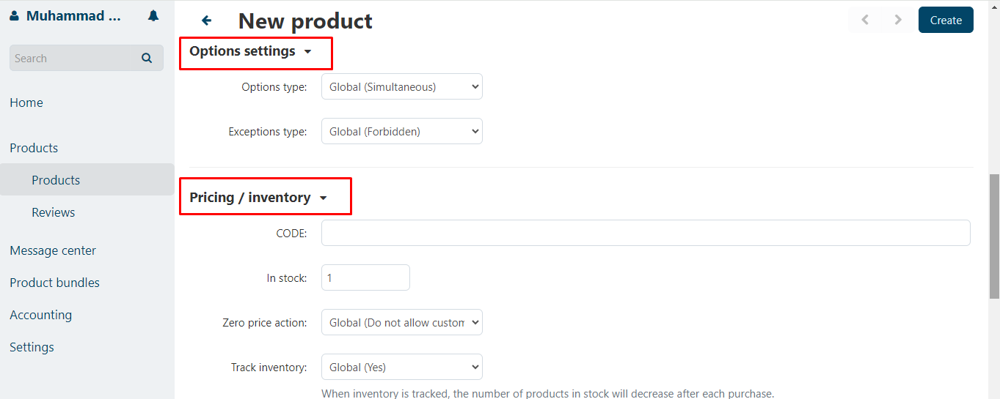 Muhammad ...
Search
Home
Products
Products
Reviews
Message center
Product bundles
Accounting
Settings
New product
Create
Options settings
Options type: Global (Simultaneous)
Exceptions type: Global (Forbidden)
Pricing / inventory
CODE:
In stock: 1
Zero price action: Global (Do not allow custom
Track inventory: Global (Yes)
When inventory is tracked, the number of products in stock will decrease after each purchase.